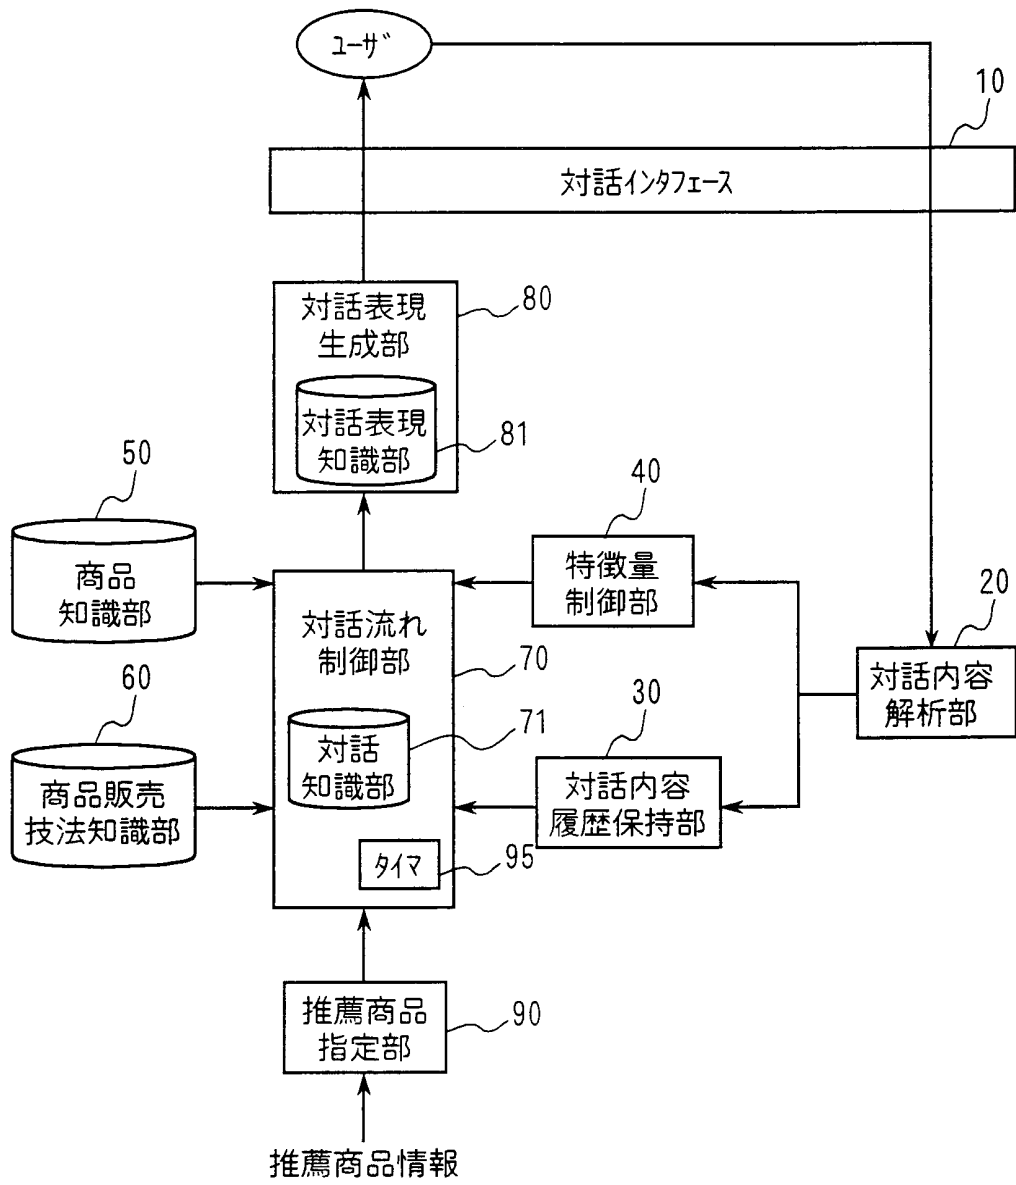 ﾕｰｻﾞ
10
対話ｲﾝﾀﾌｪｰｽ
対話表現
生成部
80
対話表現
知識部
81
50
商品
知識部
40
特徴量
制御部
20
対話内容
解析部
対話流れ
制御部
70
60
商品販売
技法知識部
71
対話
知識部
30
対話内容
履歴保持部
ﾀｲﾏ
95
推薦商品
指定部
90
推薦商品情報